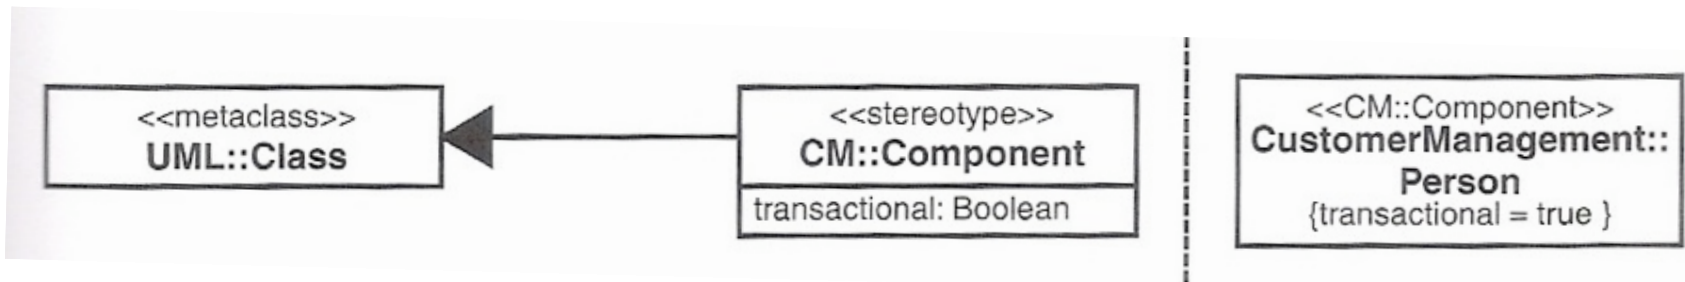 <<metaclass>>
UML::Class
<<stereotype>>
CM::Component
transactional: Boolean
<<CM::Component>>
CustomerManagement::
Person
{transactional = true }